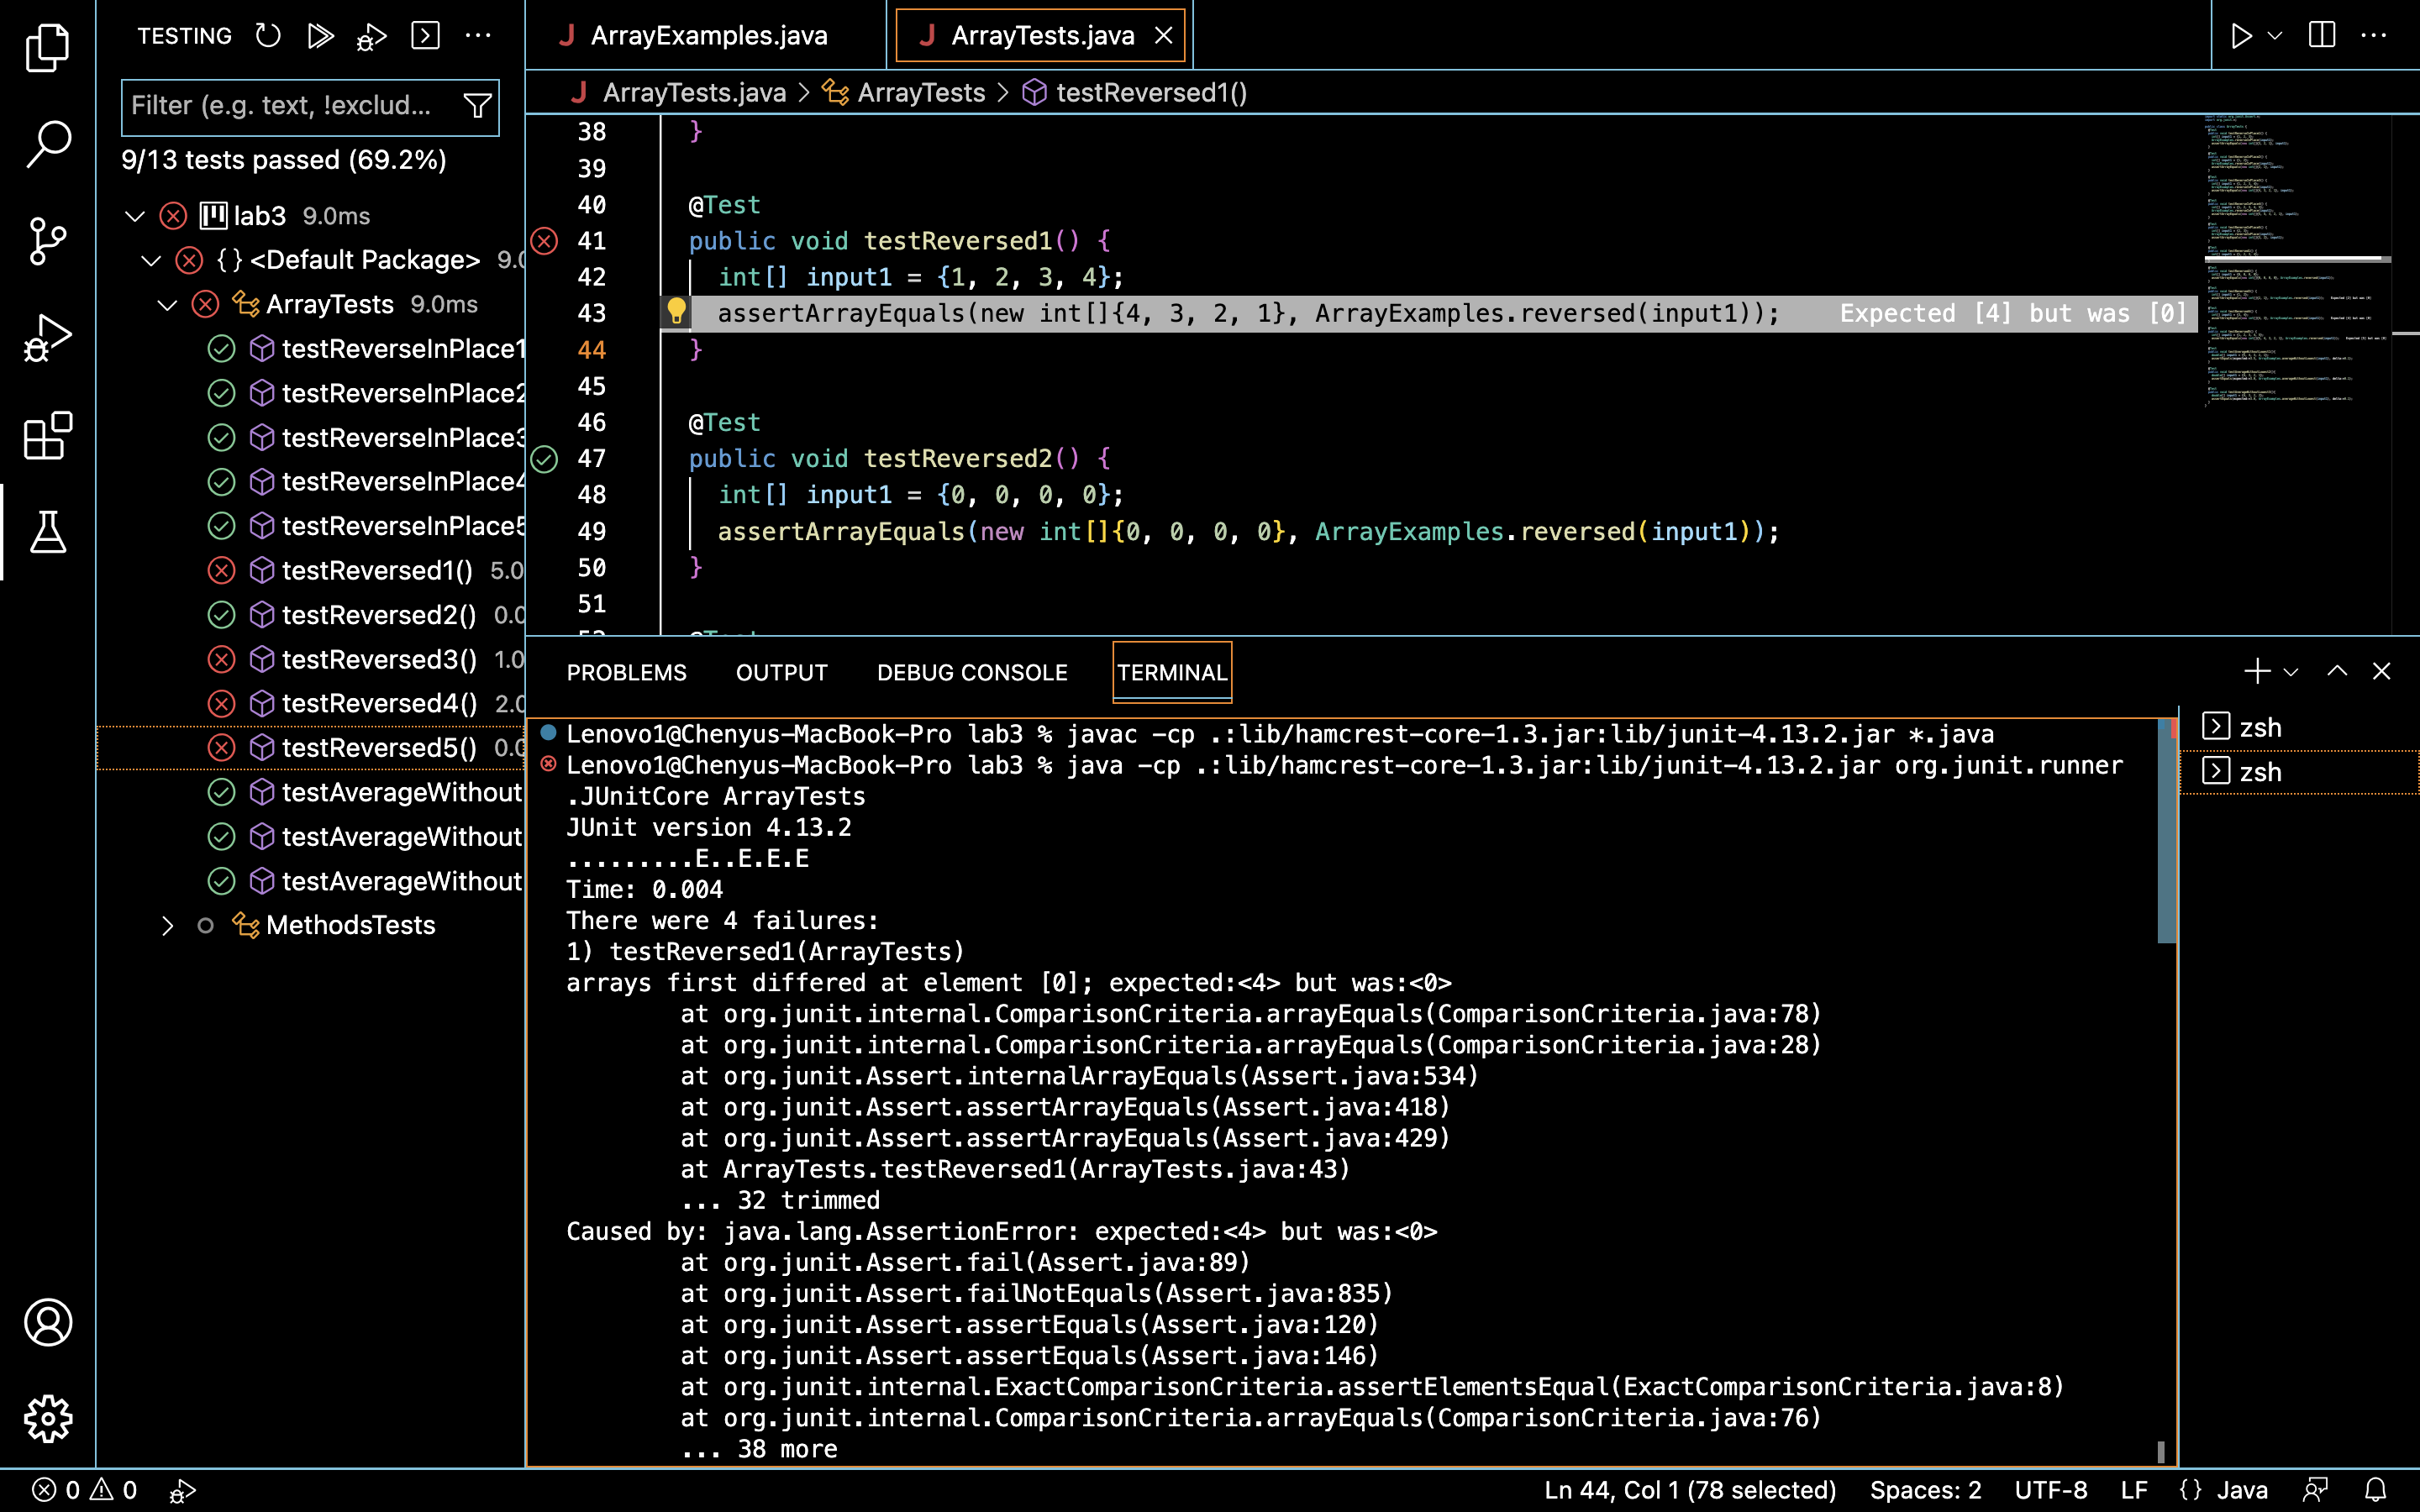 TESTING
Filter (e.g. text, !exclud...
9/13 tests passed (69.2%)
lab3 9.0ms
{} <Default Package> 9.0
ArrayTests 9.0ms
testReverseInPlace1
testReverseInPlace2
testReverseInPlace3
testReverseInPlace4
testReverseInPlace5
testReversed1() 5.0
testReversed2() 0.0
testReversed3() 1.0
testReversed4() 2.0
testReversed5() 0.0
testAverageWithout
testAverageWithout
testAverageWithout
MethodsTests
J ArrayExamples.java
J ArrayTests.java
J ArrayTests.java > ArrayTests > testReversed1()
38 }
39
40 @Test
41 public void testReversed1() {
42 int[] input1 = {1, 2, 3, 4};
43 assertArrayEquals(new int[]{4, 3, 2, 1}, ArrayExamples.reversed(input1)); Expected [4] but was [0]
44 }
45
46 @Test
47 public void testReversed2() {
48 int[] input1 = {0, 0, 0, 0};
49 assertArrayEquals(new int[]{0, 0, 0, 0}, ArrayExamples.reversed(input1));
50 }
51
PROBLEMS OUTPUT DEBUG CONSOLE TERMINAL
Lenovo1@Chenyus-MacBook-Pro lab3 % javac -cp .:lib/hamcrest-core-1.3.jar:lib/junit-4.13.2.jar *.java
Lenovo1@Chenyus-MacBook-Pro lab3 % java -cp .:lib/hamcrest-core-1.3.jar:lib/junit-4.13.2.jar org.junit.runner
.JUnitCore ArrayTests
JUnit version 4.13.2
.........E..E.E.E
Time: 0.004
There were 4 failures:
1) testReversed1(ArrayTests)
arrays first differed at element [0]; expected:<4> but was:<0>
at org.junit.internal.ComparisonCriteria.arrayEquals(ComparisonCriteria.java:78)
at org.junit.internal.ComparisonCriteria.arrayEquals(ComparisonCriteria.java:28)
at org.junit.Assert.internalArrayEquals(Assert.java:534)
at org.junit.Assert.assertArrayEquals(Assert.java:418)
at org.junit.Assert.assertArrayEquals(Assert.java:429)
at ArrayTests.testReversed1(ArrayTests.java:43)
... 32 trimmed
Caused by: java.lang.AssertionError: expected:<4> but was:<0>
at org.junit.Assert.fail(Assert.java:89)
at org.junit.Assert.failNotEquals(Assert.java:835)
at org.junit.Assert.assertEquals(Assert.java:120)
at org.junit.Assert.assertEquals(Assert.java:146)
at org.junit.internal.ExactComparisonCriteria.assertElementsEqual(ExactComparisonCriteria.java:8)
at org.junit.internal.ComparisonCriteria.arrayEquals(ComparisonCriteria.java:76)
... 38 more
zsh
zsh
0 0
Ln 44, Col 1 (78 selected) Spaces: 2 UTF-8 LF {} Java